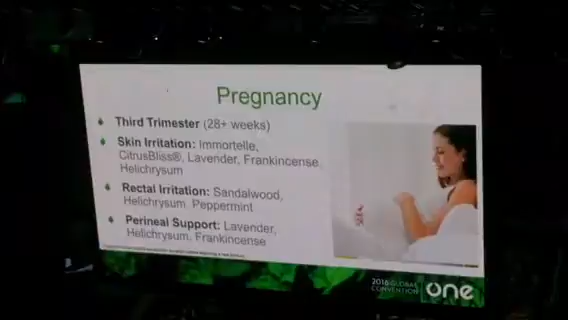 Pregnancy
Third Trimester (28+ weeks)
Skin Irritation: Immortelle,
CitrusBliss®, Lavender, Frankincense,
Helichrysum
Rectal Irritation: Sandalwood,
Helichrysum, Peppermint
Perineal Support: Lavender,
Helichrysum, Frankincense
2016 GLOBAL
CONVENTION
one